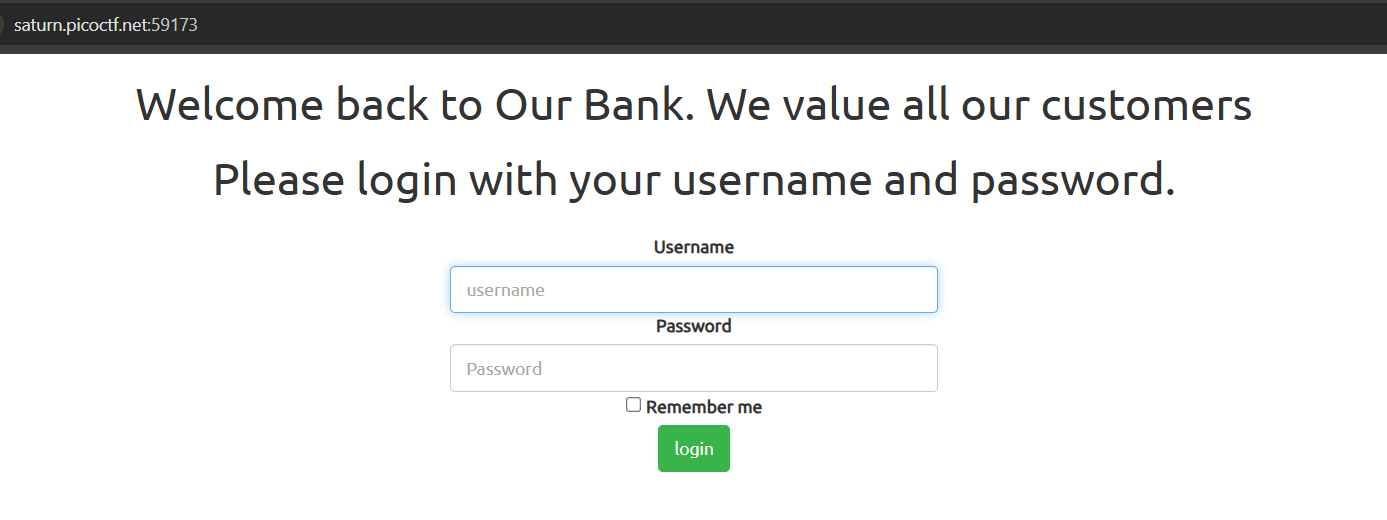 saturn.picoctf.net:59173
Welcome back to Our Bank. We value all our customers
Please login with your username and password.
Username
username
Password
Password
Remember me
login